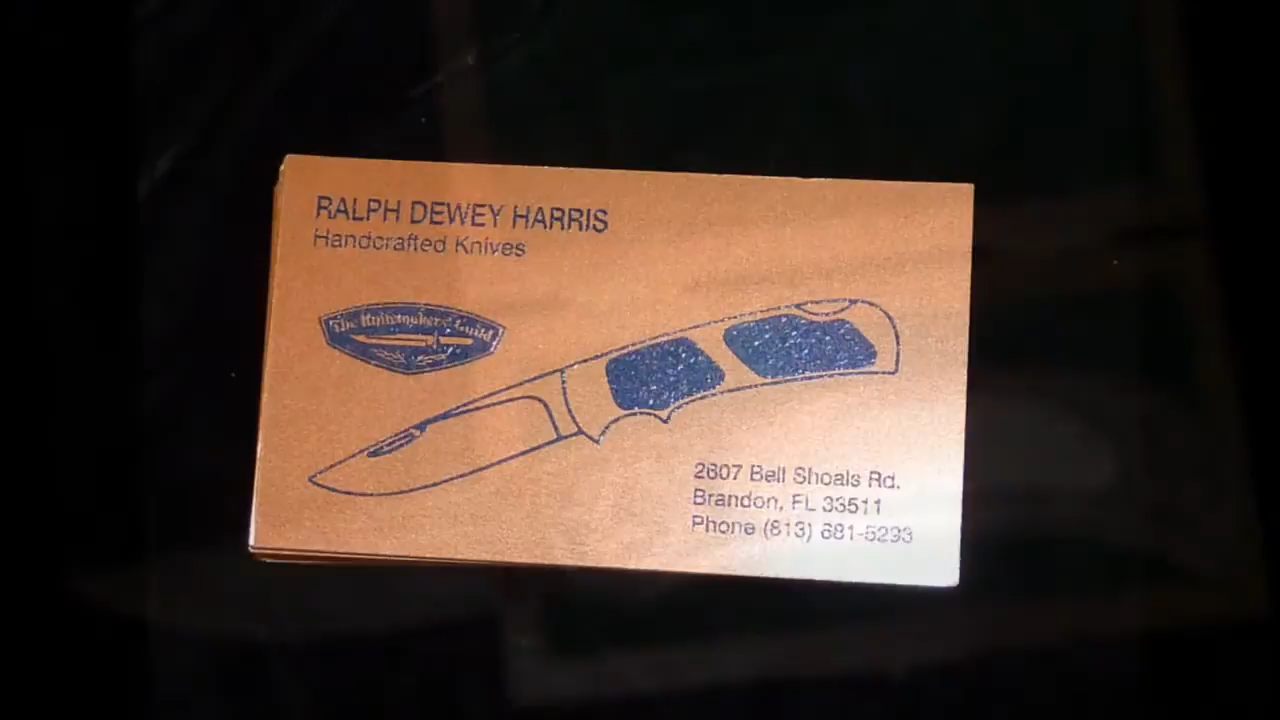 RALPH DEWEY HARRIS
Handcrafted Knives
The Knifemakers' Guild
2607 Bell Shoals Rd.
Brandon, FL 33511
Phone (813) 681-5293